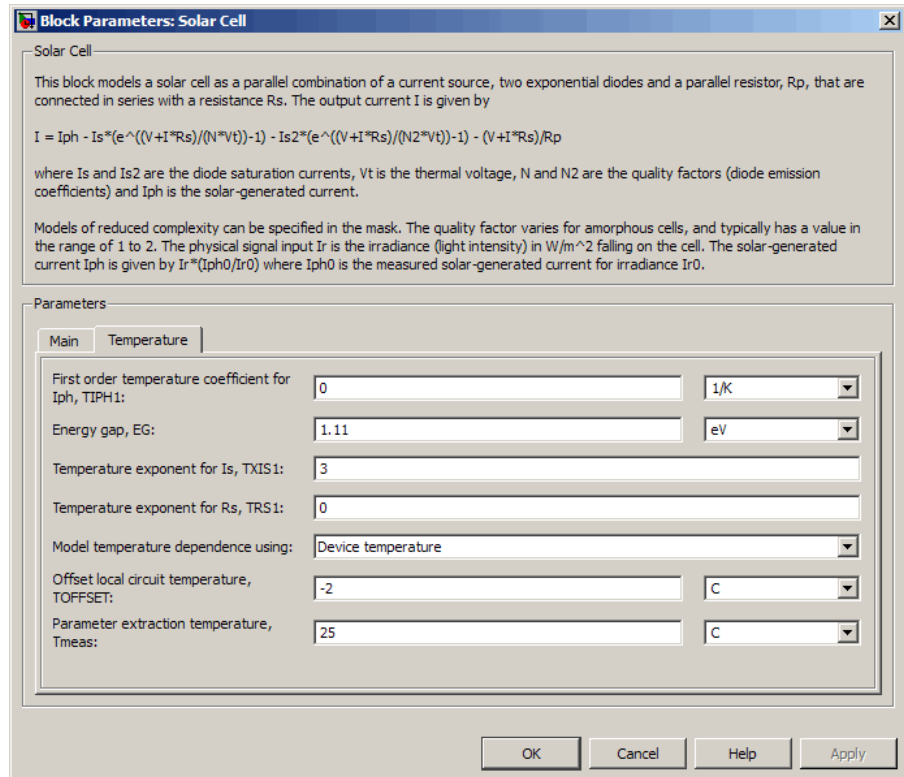 Block Parameters: Solar Cell
Solar Cell
This block models a solar cell as a parallel combination of a current source, two exponential diodes and a parallel resistor, Rp, that are
connected in series with a resistance Rs. The output current I is given by
I = Iph - Is*(e^((V+I*Rs)/(N*Vt))-1) - Is2*(e^((V+I*Rs)/(N2*Vt))-1) - (V+I*Rs)/Rp
where Is and Is2 are the diode saturation currents, Vt is the thermal voltage, N and N2 are the quality factors (diode emission
coefficients) and Iph is the solar-generated current.
Models of reduced complexity can be specified in the mask. The quality factor varies for amorphous cells, and typically has a value in
the range of 1 to 2. The physical signal input Ir is the irradiance (light intensity) in W/m^2 falling on the cell. The solar-generated
current Iph is given by Ir*(Iph0/Ir0) where Iph0 is the measured solar-generated current for irradiance Ir0.
Parameters
Main Temperature
First order temperature coefficient for
Iph, TIPH1: 0 1/K
Energy gap, EG: 1.11 eV
Temperature exponent for Is, TXIS1: 3
Temperature exponent for Rs, TRS1: 0
Model temperature dependence using: Device temperature
Offset local circuit temperature,
TOFFSET: -2 C
Parameter extraction temperature,
Tmeas: 25 C
OK Cancel Help Apply